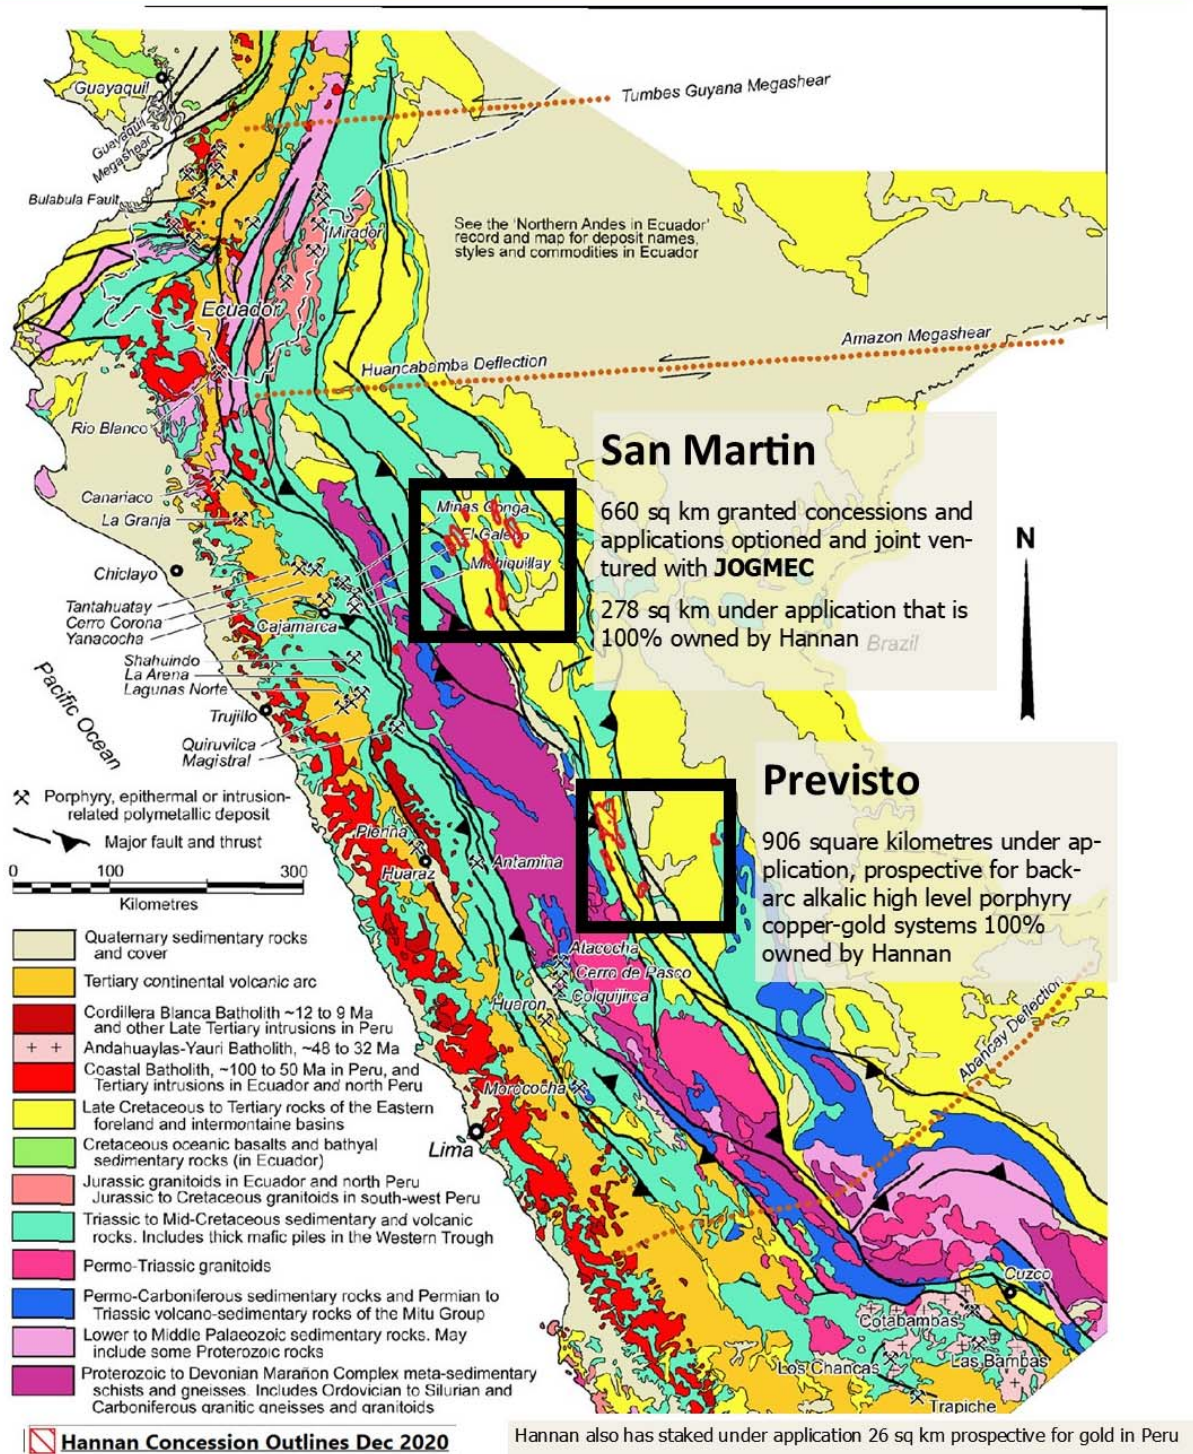 Tumbes Guyana Megashear
Guayaquil
Guayaquil
Megashear
Bulabula Fault
Mirador
See the 'Northern Andes in Ecuador'
record and map for deposit names,
styles and commodities in Ecuador
Ecuador
Amazon Megashear
Huancabamba Deflection
Rio Blanco
San Martin
660 sq km granted concessions and
applications optioned and joint ven-
tured with JOGMEC
278 sq km under application that is
100% owned by Hannan
Brazil
N
Canariaco
La Granja
Minas Conga
El Galeno
Michiquillay
Chiclayo
Tantahuatay
Cerro Corona
Yanacocha
Cajamarca
Shahuindo
La Arena
Lagunas Norte
Trujillo
Pacific Ocean
Quiruvilca
Magistral
Previsto
906 square kilometres under ap-
plication, prospective for back-
arc alkalic high level porphyry
copper-gold systems 100%
owned by Hannan
Porphyry, epithermal or intrusion-
related polymetallic deposit
Major fault and thrust
0 100 300
Kilometres
Pierina
Huaraz
Antamina
Atacocha
Cerro de Pasco
Colquijirca
Huaron
Morococha
Lima
Abancay Deflection
Cuzco
Cotabambas
Los Chancas
Las Bambas
Trapiche
Quaternary sedimentary rocks
and cover
Tertiary continental volcanic arc
Cordillera Blanca Batholith ~12 to 9 Ma
and other Late Tertiary intrusions in Peru
+ + Andahuaylas-Yauri Batholith, ~48 to 32 Ma
Coastal Batholith, ~100 to 50 Ma in Peru, and
Tertiary intrusions in Ecuador and north Peru
Late Cretaceous to Tertiary rocks of the Eastern
foreland and intermontaine basins
Cretaceous oceanic basalts and bathyal
sedimentary rocks (in Ecuador)
Jurassic granitoids in Ecuador and north Peru
Jurassic to Cretaceous granitoids in south-west Peru
Triassic to Mid-Cretaceous sedimentary and volcanic
rocks. Includes thick mafic piles in the Western Trough
Permo-Triassic granitoids
Permo-Carboniferous sedimentary rocks and Permian to
Triassic volcano-sedimentary rocks of the Mitu Group
Lower to Middle Palaeozoic sedimentary rocks. May
include some Proterozoic rocks
Proterozoic to Devonian Marañon Complex meta-sedimentary
schists and gneisses. Includes Ordovician to Silurian and
Carboniferous granitic gneisses and granitoids
Hannan Concession Outlines Dec 2020
Hannan also has staked under application 26 sq km prospective for gold in Peru